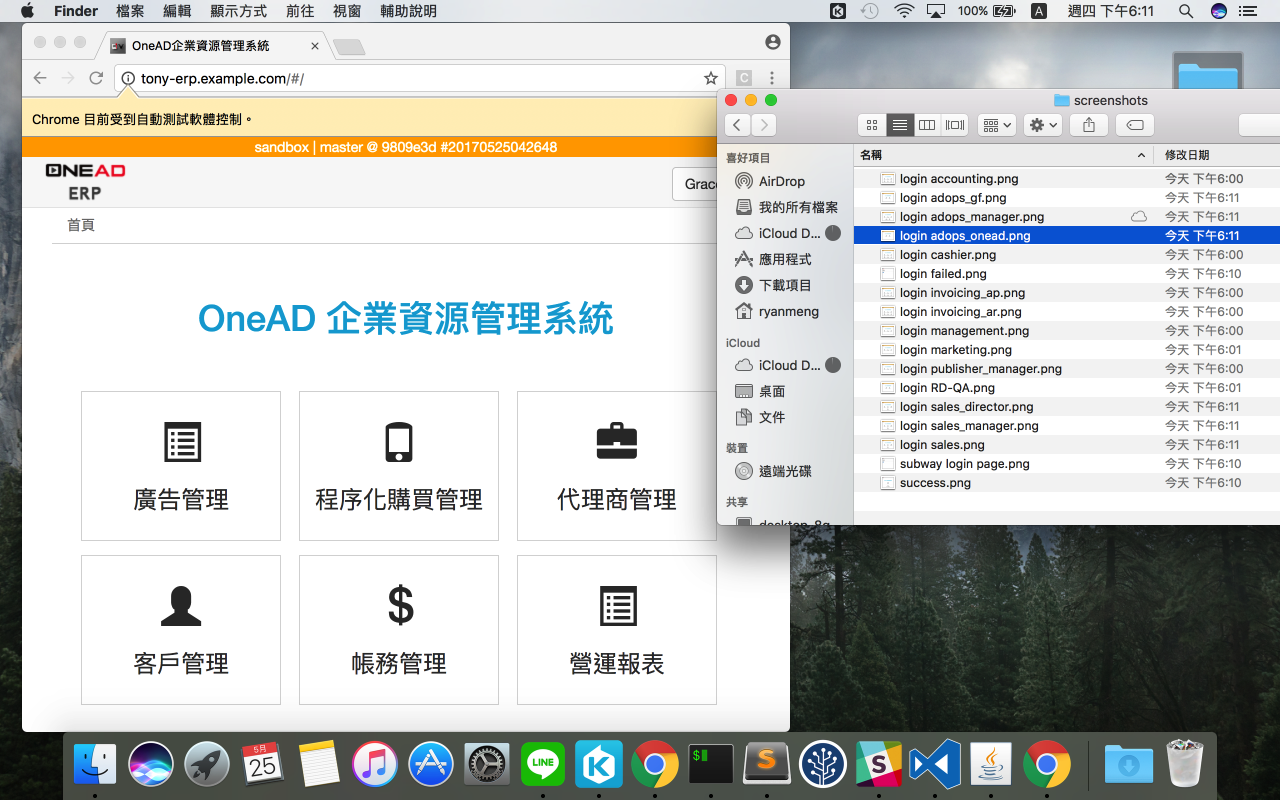 Finder 檔案 編輯 顯示方式 前往 視窗 輔助說明 100% A 週四 下午6:11
OneAD企業資源管理系統
tony-erp.example.com/#/
Chrome 目前受到自動測試軟體控制。
sandbox | master @ 9809e3d #20170525042648
ONEAD
ERP
Grac
首頁
OneAD 企業資源管理系統
廣告管理
程序化購買管理
代理商管理
客戶管理
帳務管理
營運報表
screenshots
喜好項目
AirDrop
我的所有檔案
iCloud D...
應用程式
下載項目
ryanmeng
iCloud
iCloud D...
桌面
文件
裝置
遠端光碟
共享
名稱 修改日期
login accounting.png 今天 下午6:00
login adops_gf.png 今天 下午6:11
login adops_manager.png 今天 下午6:11
login adops_onead.png 今天 下午6:11
login cashier.png 今天 下午6:00
login failed.png 今天 下午6:10
login invoicing_ap.png 今天 下午6:00
login invoicing_ar.png 今天 下午6:00
login management.png 今天 下午6:00
login marketing.png 今天 下午6:01
login publisher_manager.png 今天 下午6:00
login RD-QA.png 今天 下午6:01
login sales_director.png 今天 下午6:11
login sales_manager.png 今天 下午6:11
login sales.png 今天 下午6:11
subway login page.png 今天 下午6:10
success.png 今天 下午6:10
5月
25
LINE
K
$
S
S